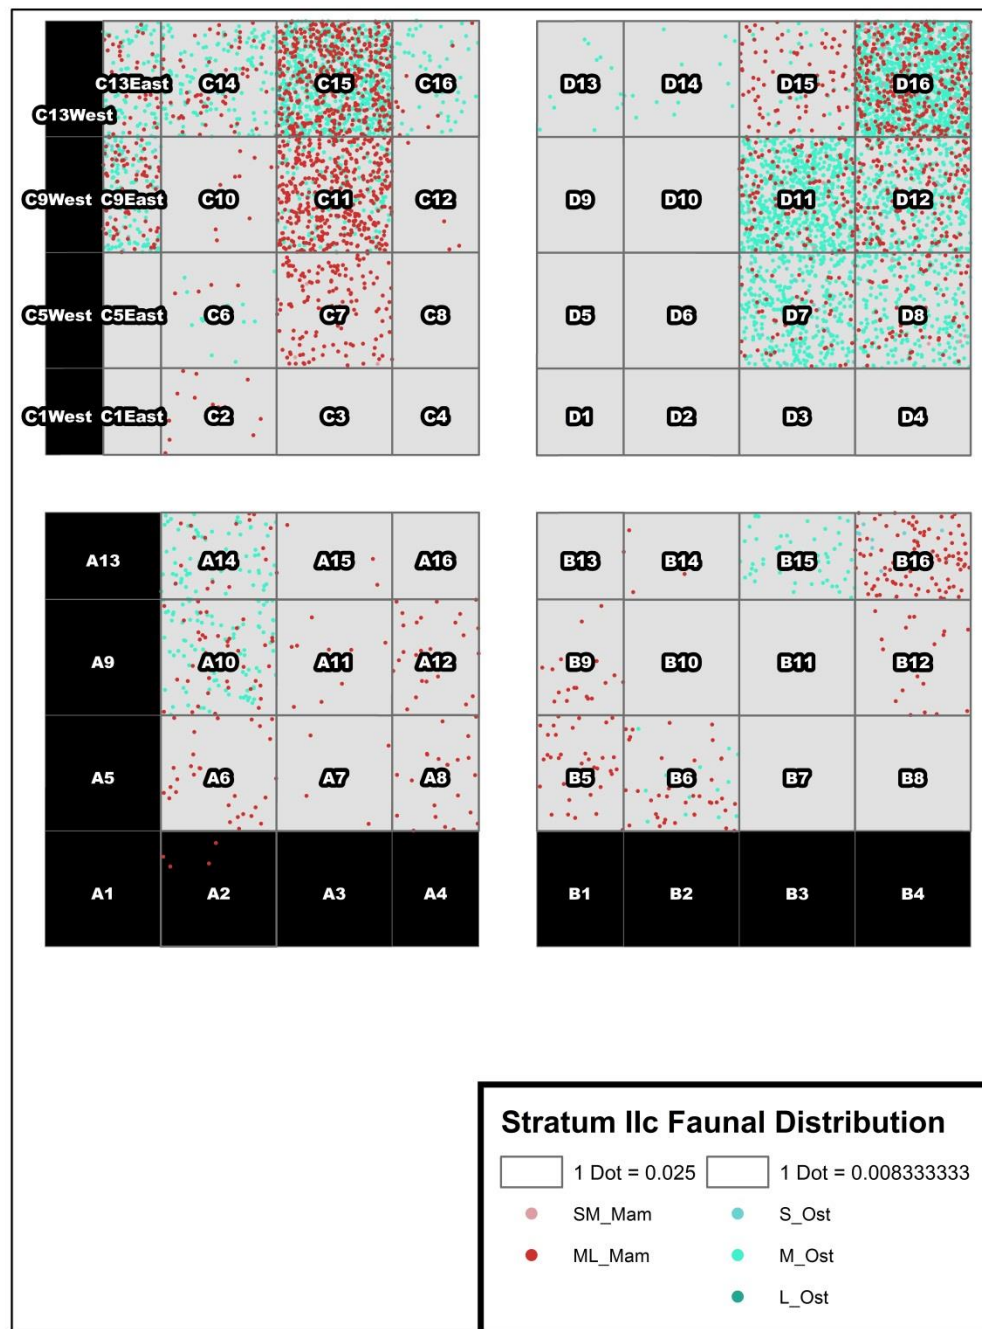 C13East C14 C15 C16 D13 D14 D15 D16
C13West
C9West C9East C10 C11 C12 D9 D10 D11 D12
C5West C5East C6 C7 C8 D5 D6 D7 D8
C1West C1East C2 C3 C4 D1 D2 D3 D4
A13 A14 A15 A16 B13 B14 B15 B16
A9 A10 A11 A12 B9 B10 B11 B12
A5 A6 A7 A8 B5 B6 B7 B8
A1 A2 A3 A4 B1 B2 B3 B4
Stratum IIc Faunal Distribution
1 Dot = 0.025 1 Dot = 0.008333333
SM_Mam S_Ost
ML_Mam M_Ost
L_Ost